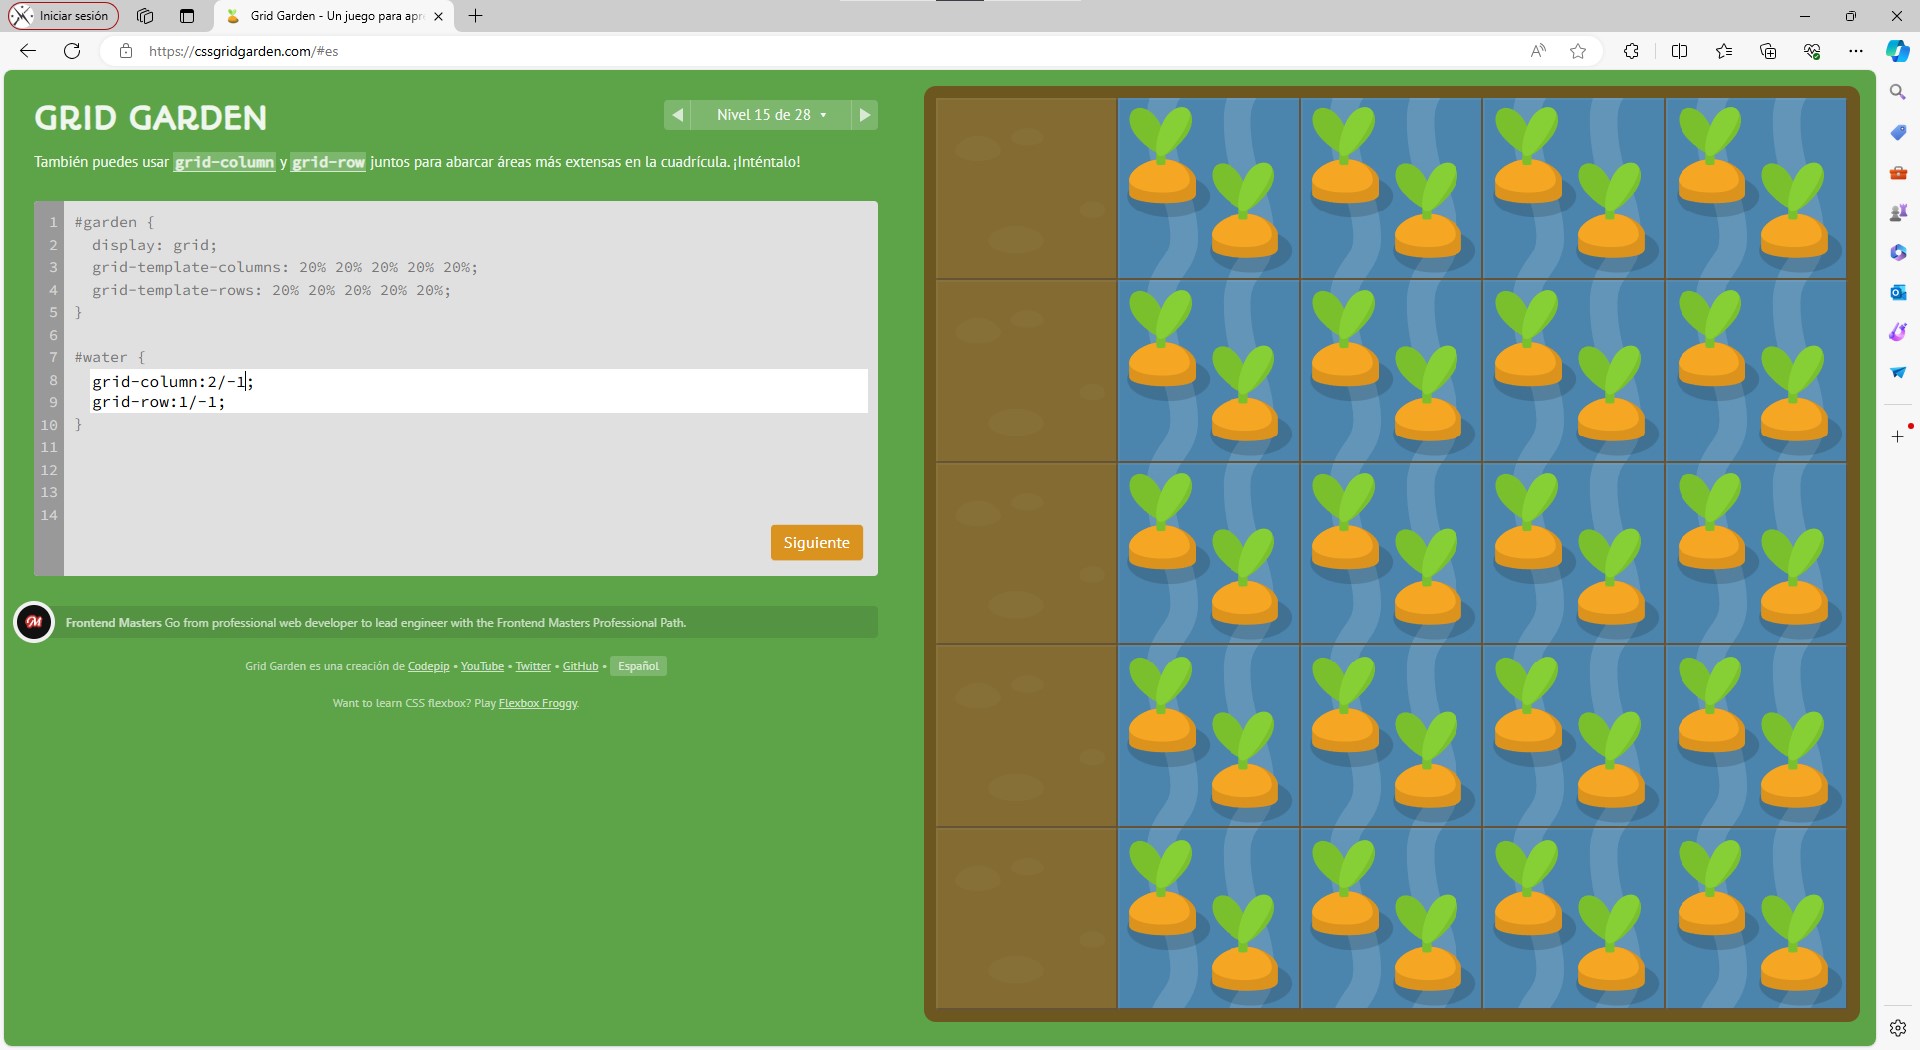 Iniciar sesión
Grid Garden - Un juego para apr
https://cssgridgarden.com/#es
GRID GARDEN
Nivel 15 de 28
También puedes usar grid-column y grid-row juntos para abarcar áreas más extensas en la cuadrícula. ¡Inténtalo!
1 #garden {
2 display: grid;
3 grid-template-columns: 20% 20% 20% 20% 20%;
4 grid-template-rows: 20% 20% 20% 20% 20%;
5 }
6
7 #water {
8 grid-column:2/-1;
9 grid-row:1/-1;
10 }
11
12
13
14
Siguiente
M Frontend Masters Go from professional web developer to lead engineer with the Frontend Masters Professional Path.
Grid Garden es una creación de Codepip • YouTube • Twitter • GitHub • Español
Want to learn CSS flexbox? Play Flexbox Froggy.